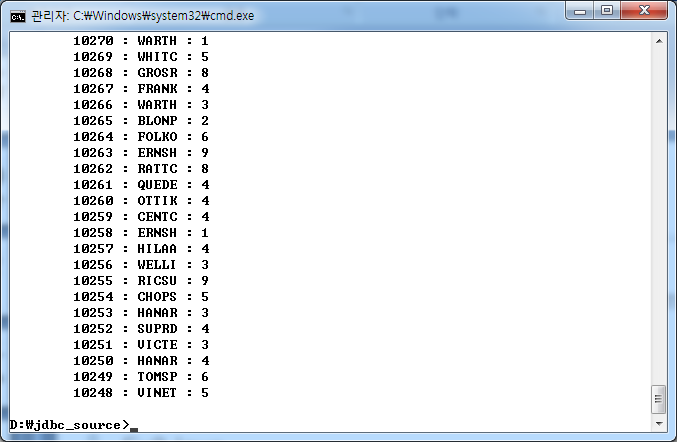 관리자: C:₩Windows₩system32₩cmd.exe
10270 : WARTH : 1
10269 : WHITC : 5
10268 : GROSR : 8
10267 : FRANK : 4
10266 : WARTH : 3
10265 : BLONP : 2
10264 : FOLKO : 6
10263 : ERNSH : 9
10262 : RATTC : 8
10261 : QUEDE : 4
10260 : OTTIK : 4
10259 : CENTC : 4
10258 : ERNSH : 1
10257 : HILAA : 4
10256 : WELLI : 3
10255 : RICSU : 9
10254 : CHOPS : 5
10253 : HANAR : 3
10252 : SUPRD : 4
10251 : VICTE : 3
10250 : HANAR : 4
10249 : TOMSP : 6
10248 : VINET : 5
D:₩jdbc_source>_